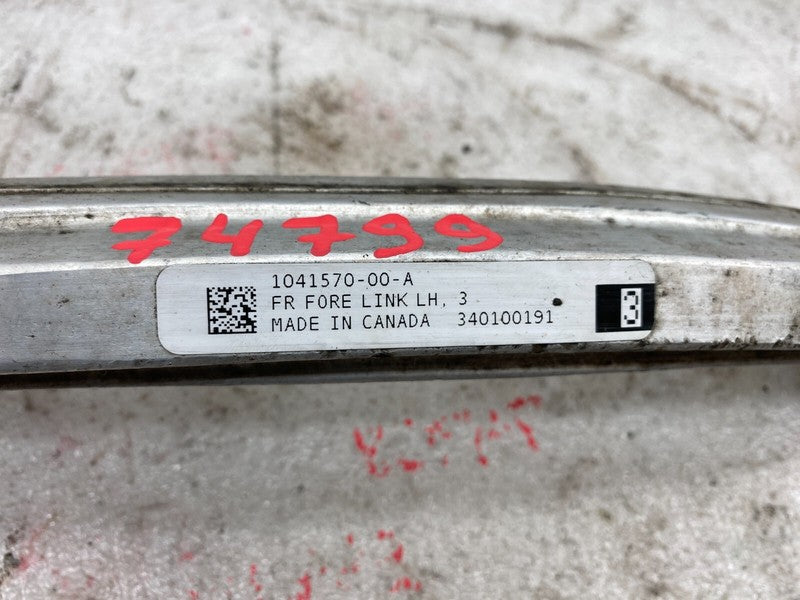 74799
1041570-00-A
FR FORE LINK LH, 3
MADE IN CANADA 340100191
3